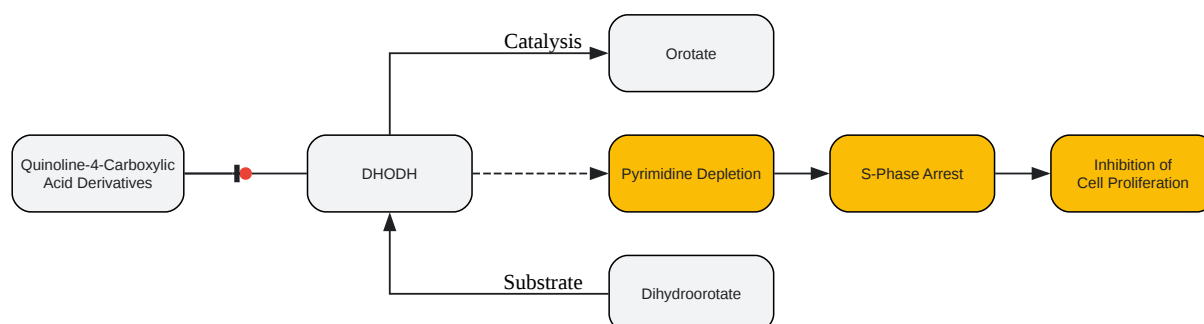 Catalysis
Orotate
Quinoline-4-Carboxylic
Acid Derivatives
DHODH
Pyrimidine Depletion
S-Phase Arrest
Inhibition of
Cell Proliferation
Substrate
Dihydroorotate